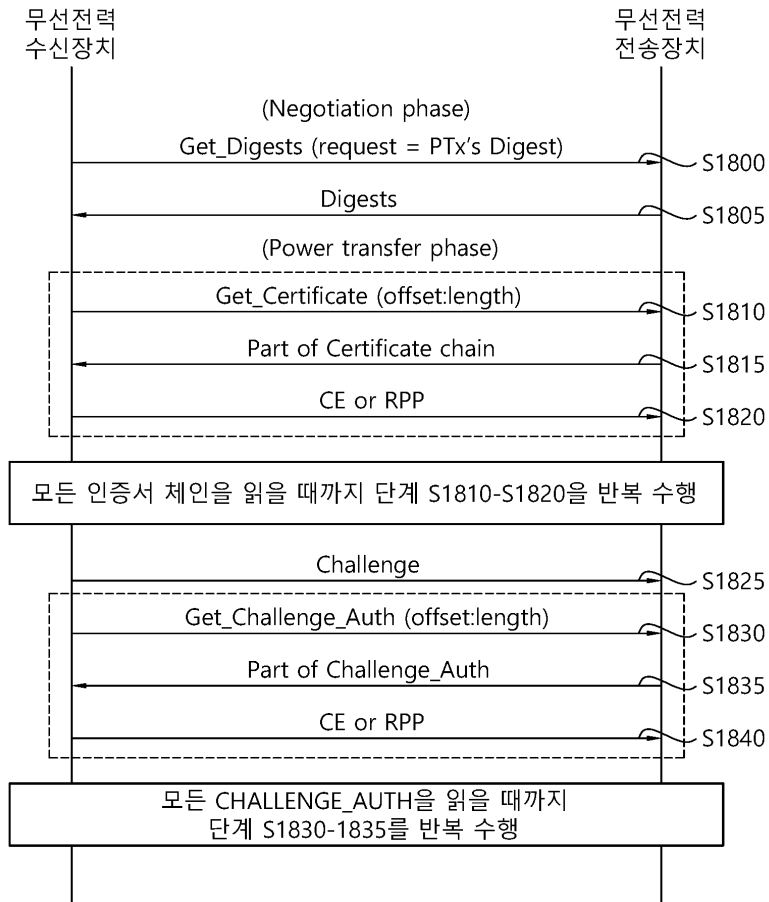 무선전력
수신장치
무선전력
전송장치
(Negotiation phase)
Get_Digests (request = PTx's Digest)
S1800
Digests
S1805
(Power transfer phase)
Get_Certificate (offset:length)
S1810
Part of Certificate chain
S1815
CE or RPP
S1820
모든 인증서 체인을 읽을 때까지 단계 S1810-S1820을 반복 수행
Challenge
S1825
Get_Challenge_Auth (offset:length)
S1830
Part of Challenge_Auth
S1835
CE or RPP
S1840
모든 CHALLENGE_AUTH을 읽을 때까지
단계 S1830-1835를 반복 수행